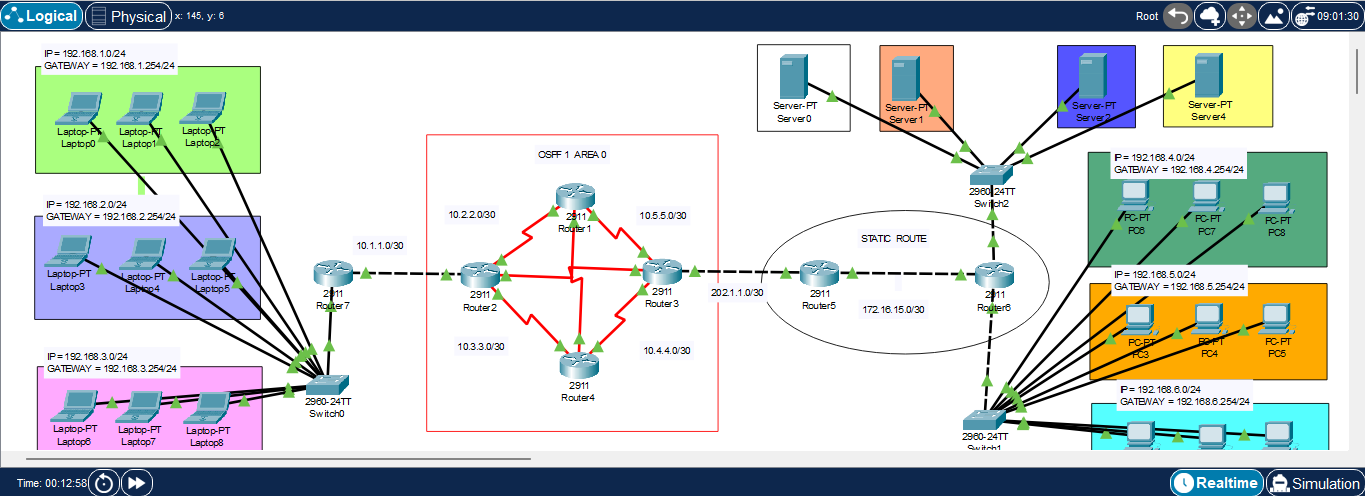 Logical
Physical
x: 145, y: 6
Root
09:01:30
IP = 192.168.1.0/24
GATEWAY = 192.168.1.254/24
Laptop-PT
Laptop0
Laptop-PT
Laptop1
Laptop-PT
Laptop2
IP = 192.168.2.0/24
GATEWAY = 192.168.2.254/24
Laptop-PT
Laptop3
Laptop-PT
Laptop4
Laptop-PT
Laptop5
IP = 192.168.3.0/24
GATEWAY = 192.168.3.254/24
Laptop-PT
Laptop6
Laptop-PT
Laptop7
Laptop-PT
Laptop8
2960-24TT
Switch0
2911
Router7
10.1.1.0/30
OSPF 1 AREA 0
10.2.2.0/30
2911
Router1
10.5.5.0/30
2911
Router2
2911
Router3
10.3.3.0/30
10.4.4.0/30
2911
Router4
202.1.1.0/30
STATIC ROUTE
2911
Router5
172.16.15.0/30
2911
Router6
Server-PT
Server0
Server-PT
Server1
Server-PT
Server2
Server-PT
Server4
2960-24TT
Switch2
IP = 192.168.4.0/24
GATEWAY = 192.168.4.254/24
PC-PT
PC6
PC-PT
PC7
PC-PT
PC8
IP = 192.168.5.0/24
GATEWAY = 192.168.5.254/24
PC-PT
PC3
PC-PT
PC4
PC-PT
PC5
IP = 192.168.6.0/24
GATEWAY = 192.168.6.254/24
2960-24TT
Switch1
Time: 00:12:58
Realtime
Simulation